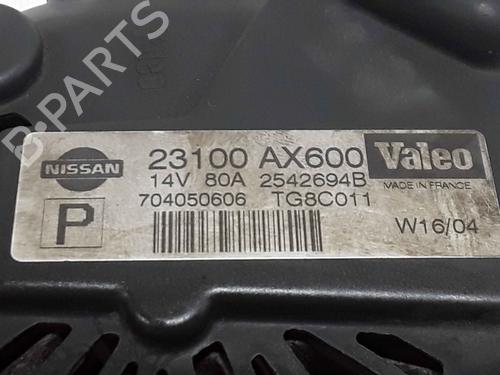 B-PARTS
NISSAN
23100 AX600
Valeo
14V 80A 2542694B
MADE IN FRANCE
P
704050606 TG8C011
W16/04